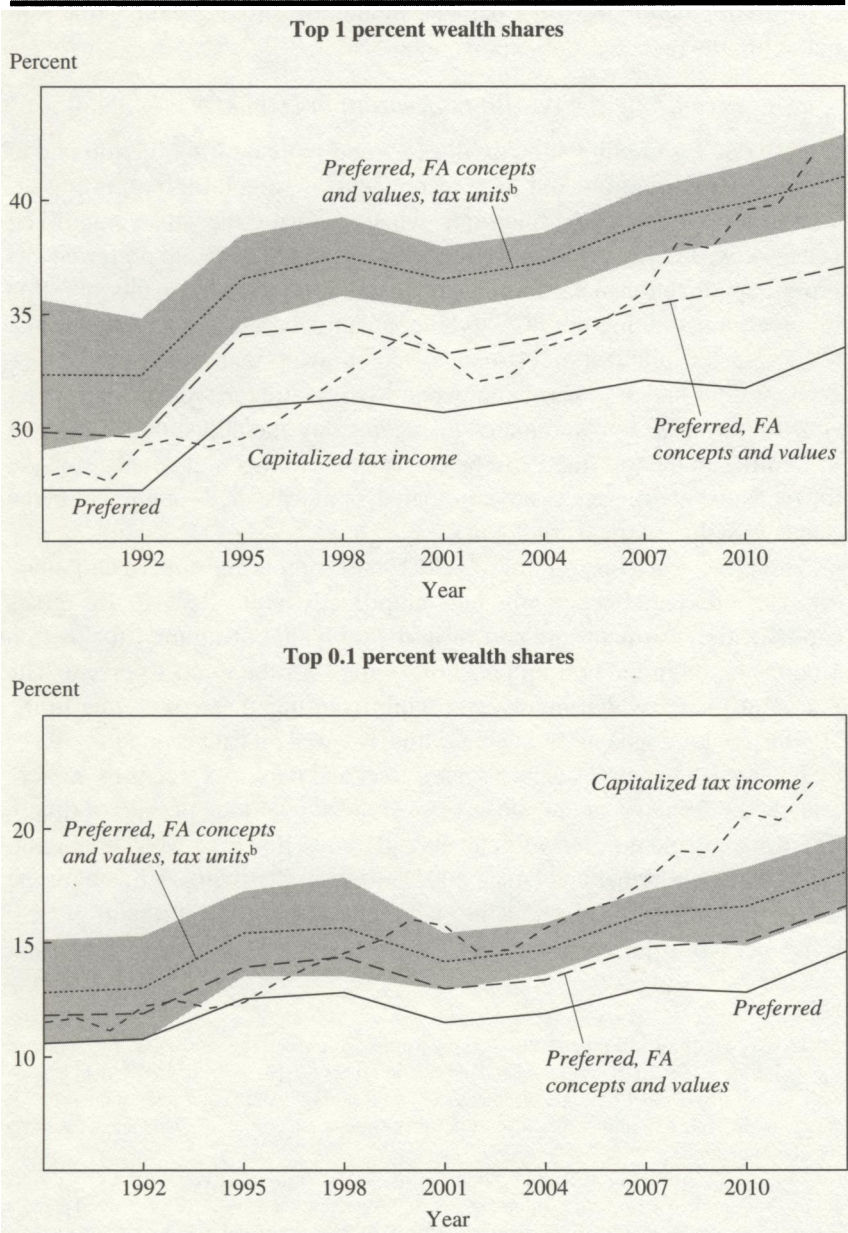 Top 1 percent wealth shares
Percent
Preferred, FA concepts
and values, tax unitsᵇ
40
35
30
Preferred, FA
concepts and values
Capitalized tax income
Preferred
1992 1995 1998 2001 2004 2007 2010
Year
Top 0.1 percent wealth shares
Percent
Capitalized tax income
20
Preferred, FA concepts
and values, tax unitsᵇ
15
Preferred
10
Preferred, FA
concepts and values
1992 1995 1998 2001 2004 2007 2010
Year